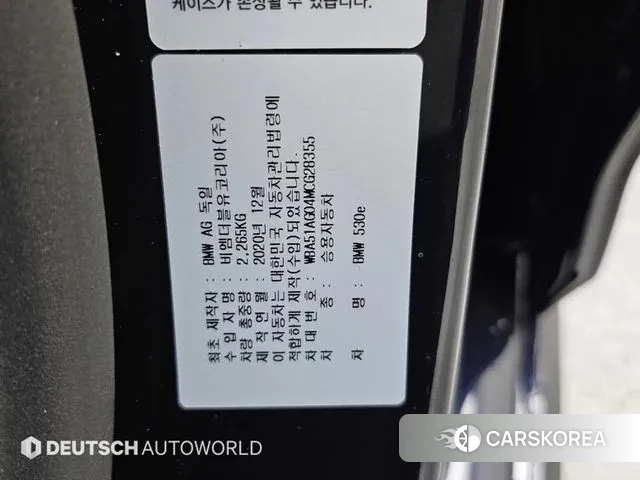 케이스가 손상될 수 있습니다.
최초 제작자 : BMW AG 독일
수 입 자 명 : 비엠더블유코리아(주)
차량 총중량 : 2,265KG
제 작 연 월 : 2020년 12월
이 자동차는 대한민국 자동차관리법령에
적합하게 제작(수입)되었습니다.
차 대 번 호 : WBA51AG04MCG28355
차 종 : 승용자동차
차 명 : BMW 530e
DEUTSCH AUTOWORLD
CARSKOREA